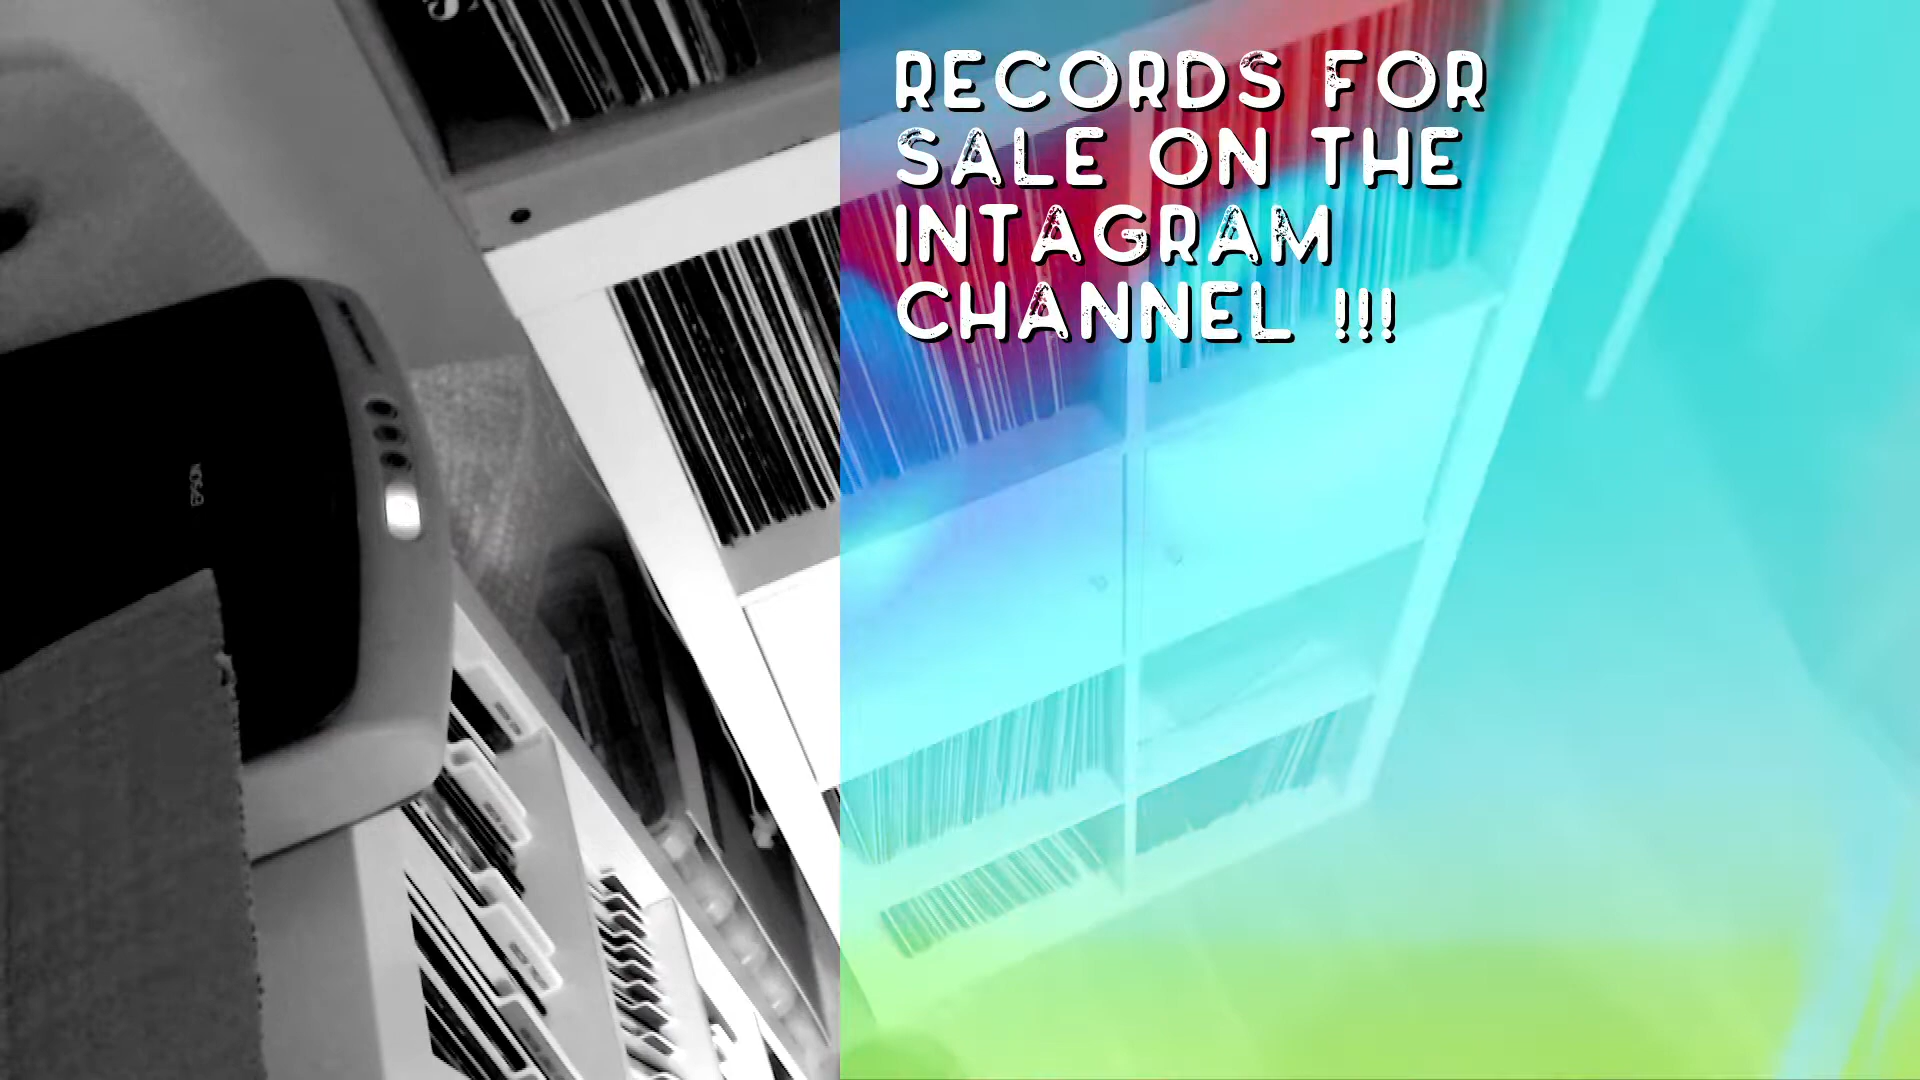 RECORDS FOR
SALE ON THE
INTAGRAM
CHANNEL !!!